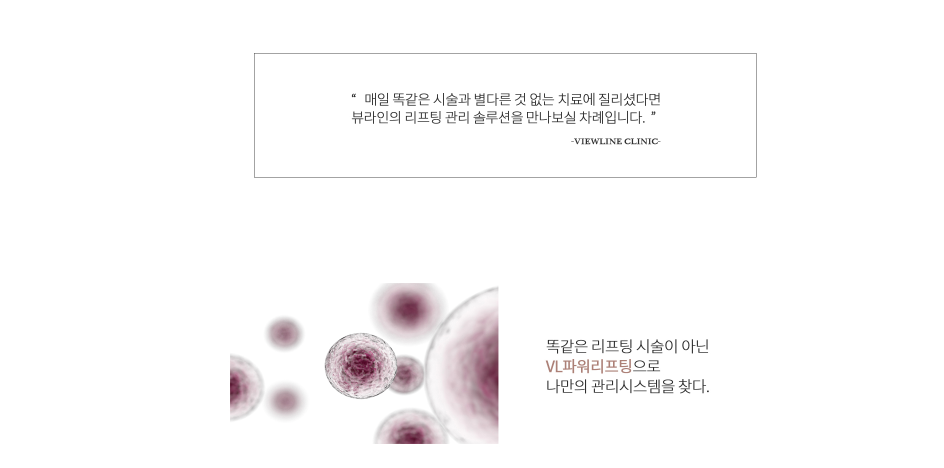 “ 매일 똑같은 시술과 별다른 것 없는 치료에 질리셨다면
뷰라인의 리프팅 관리 솔루션을 만나보실 차례입니다. ”
-VIEWLINE CLINIC-
똑같은 리프팅 시술이 아닌
VL파워리프팅으로
나만의 관리시스템을 찾다.